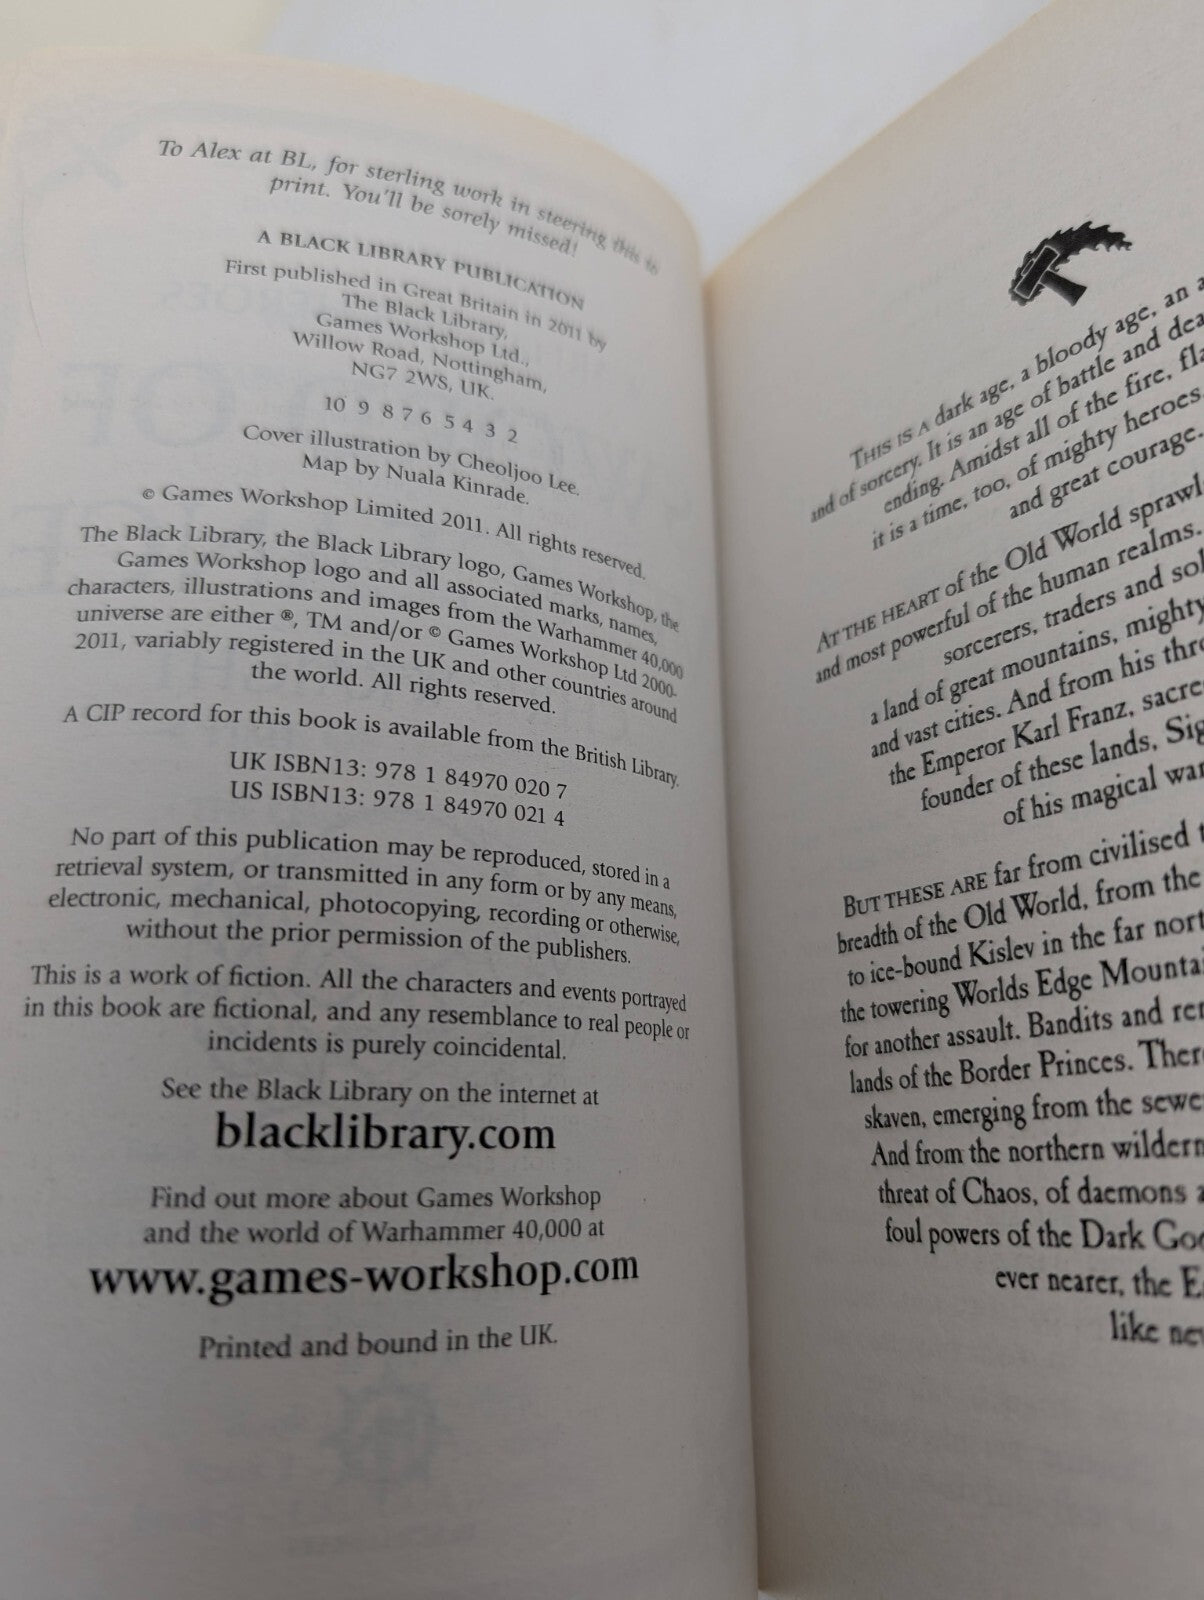 To Alex at BL, for sterling work in steering this to
print. You'll be sorely missed!
A BLACK LIBRARY PUBLICATION
First published in Great Britain in 2011 by
The Black Library,
Games Workshop Ltd.,
Willow Road, Nottingham,
NG7 2WS, UK.
10 9 8 7 6 5 4 3 2
Cover illustration by Cheoljoo Lee.
Map by Nuala Kinrade.
© Games Workshop Limited 2011. All rights reserved.
The Black Library, the Black Library logo, Games Workshop, the
Games Workshop logo and all associated marks, names,
characters, illustrations and images from the Warhammer 40,000
universe are either ®, TM and/or © Games Workshop Ltd 2000-
2011, variably registered in the UK and other countries around
the world. All rights reserved.
A CIP record for this book is available from the British Library.
UK ISBN13: 978 1 84970 020 7
US ISBN13: 978 1 84970 021 4
No part of this publication may be reproduced, stored in a
retrieval system, or transmitted in any form or by any means,
electronic, mechanical, photocopying, recording or otherwise,
without the prior permission of the publishers.
This is a work of fiction. All the characters and events portrayed
in this book are fictional, and any resemblance to real people or
incidents is purely coincidental.
See the Black Library on the internet at
blacklibrary.com
Find out more about Games Workshop
and the world of Warhammer 40,000 at
www.games-workshop.com
Printed and bound in the UK.
THIS IS A dark age, a bloody age, an
and of sorcery. It is an age of battle and
ending. Amidst all of the fire,
it is a time, too, of mighty heroes,
and great courage.
AT THE HEART of the Old World
and most powerful of the human realms.
sorcerers, traders and
a land of great mountains, mighty
and vast cities. And from his
the Emperor Karl Franz,
founder of these lands,
of his magical
BUT THESE ARE far from civilised
breadth of the Old World, from the
to ice-bound Kislev in the far
the towering Worlds Edge
for another assault. Bandits and
lands of the Border Princes.
skaven, emerging from the
And from the northern
threat of Chaos, of daemons
foul powers of the Dark
ever nearer, the
like